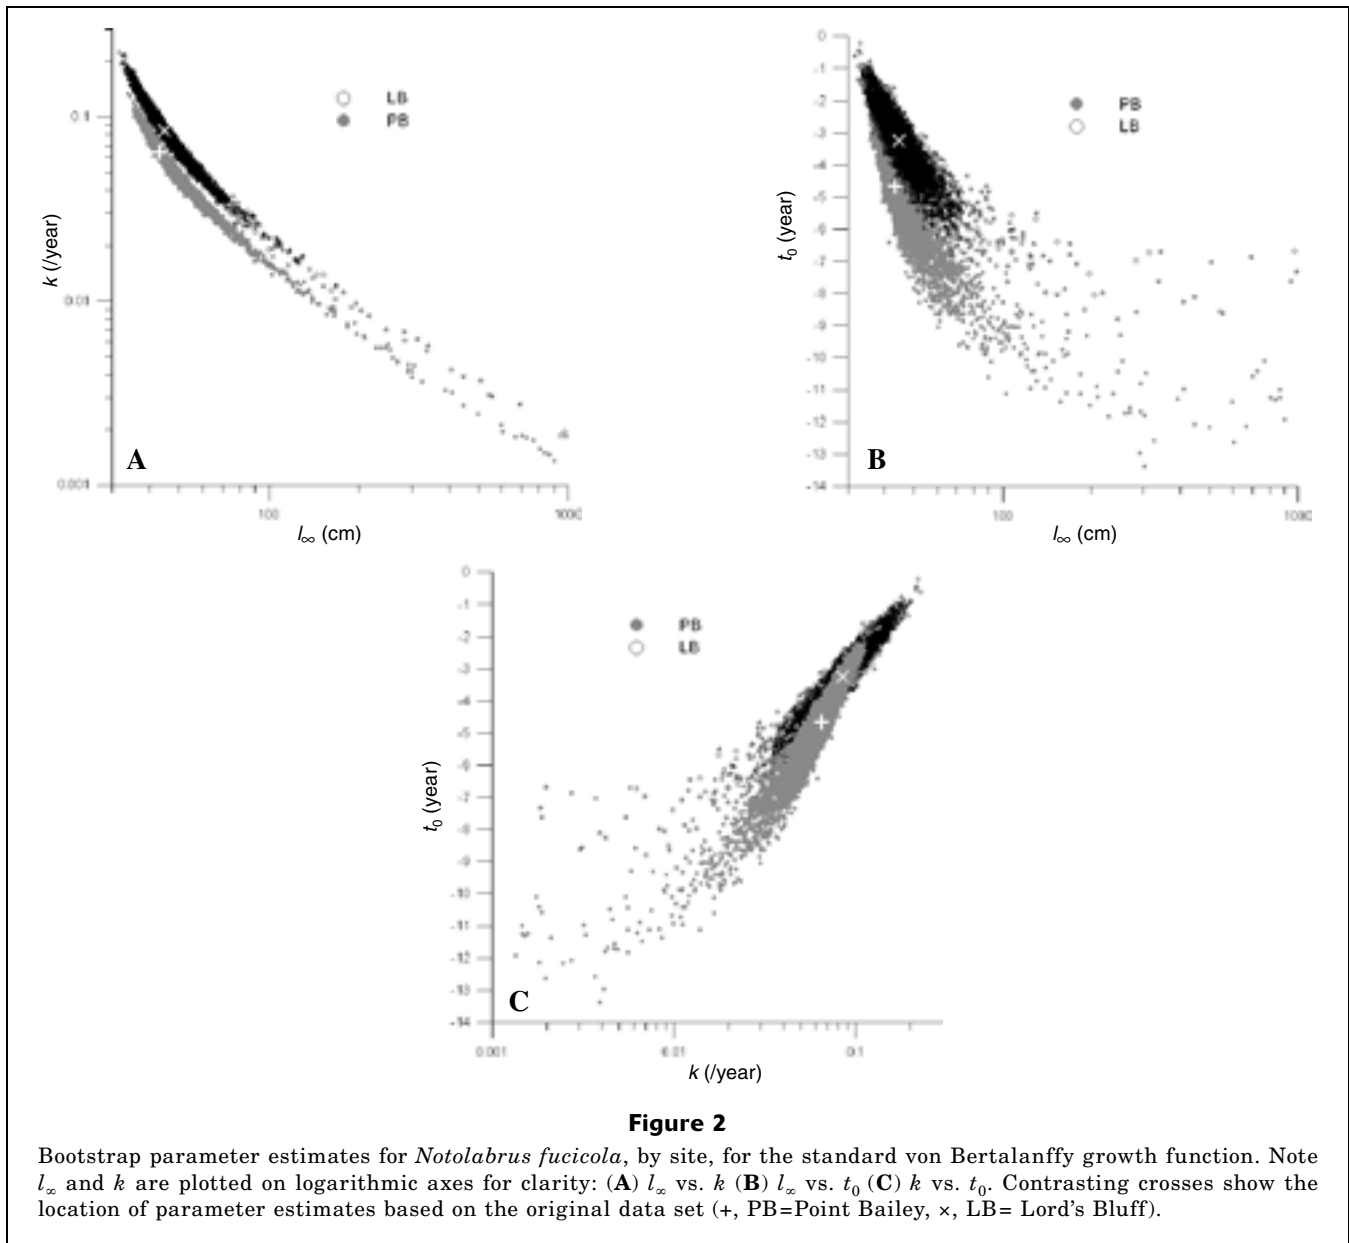 LB
PB
0.1
0.01
0.001
k (/year)
100
1000
l∞ (cm)
A
0
-1
-2
-3
-4
-5
-6
-7
-8
-9
-10
-11
-12
-13
-14
PB
LB
t0 (year)
100
1000
l∞ (cm)
B
0
-1
-2
-3
-4
-5
-6
-7
-8
-9
-10
-11
-12
-13
-14
PB
LB
t0 (year)
0.001
0.01
0.1
k (/year)
C
Figure 2
Bootstrap parameter estimates for Notolabrus fucicola, by site, for the standard von Bertalanffy growth function. Note
l∞ and k are plotted on logarithmic axes for clarity: (A) l∞ vs. k (B) l∞ vs. t0 (C) k vs. t0. Contrasting crosses show the
location of parameter estimates based on the original data set (+, PB=Point Bailey, ×, LB= Lord's Bluff).